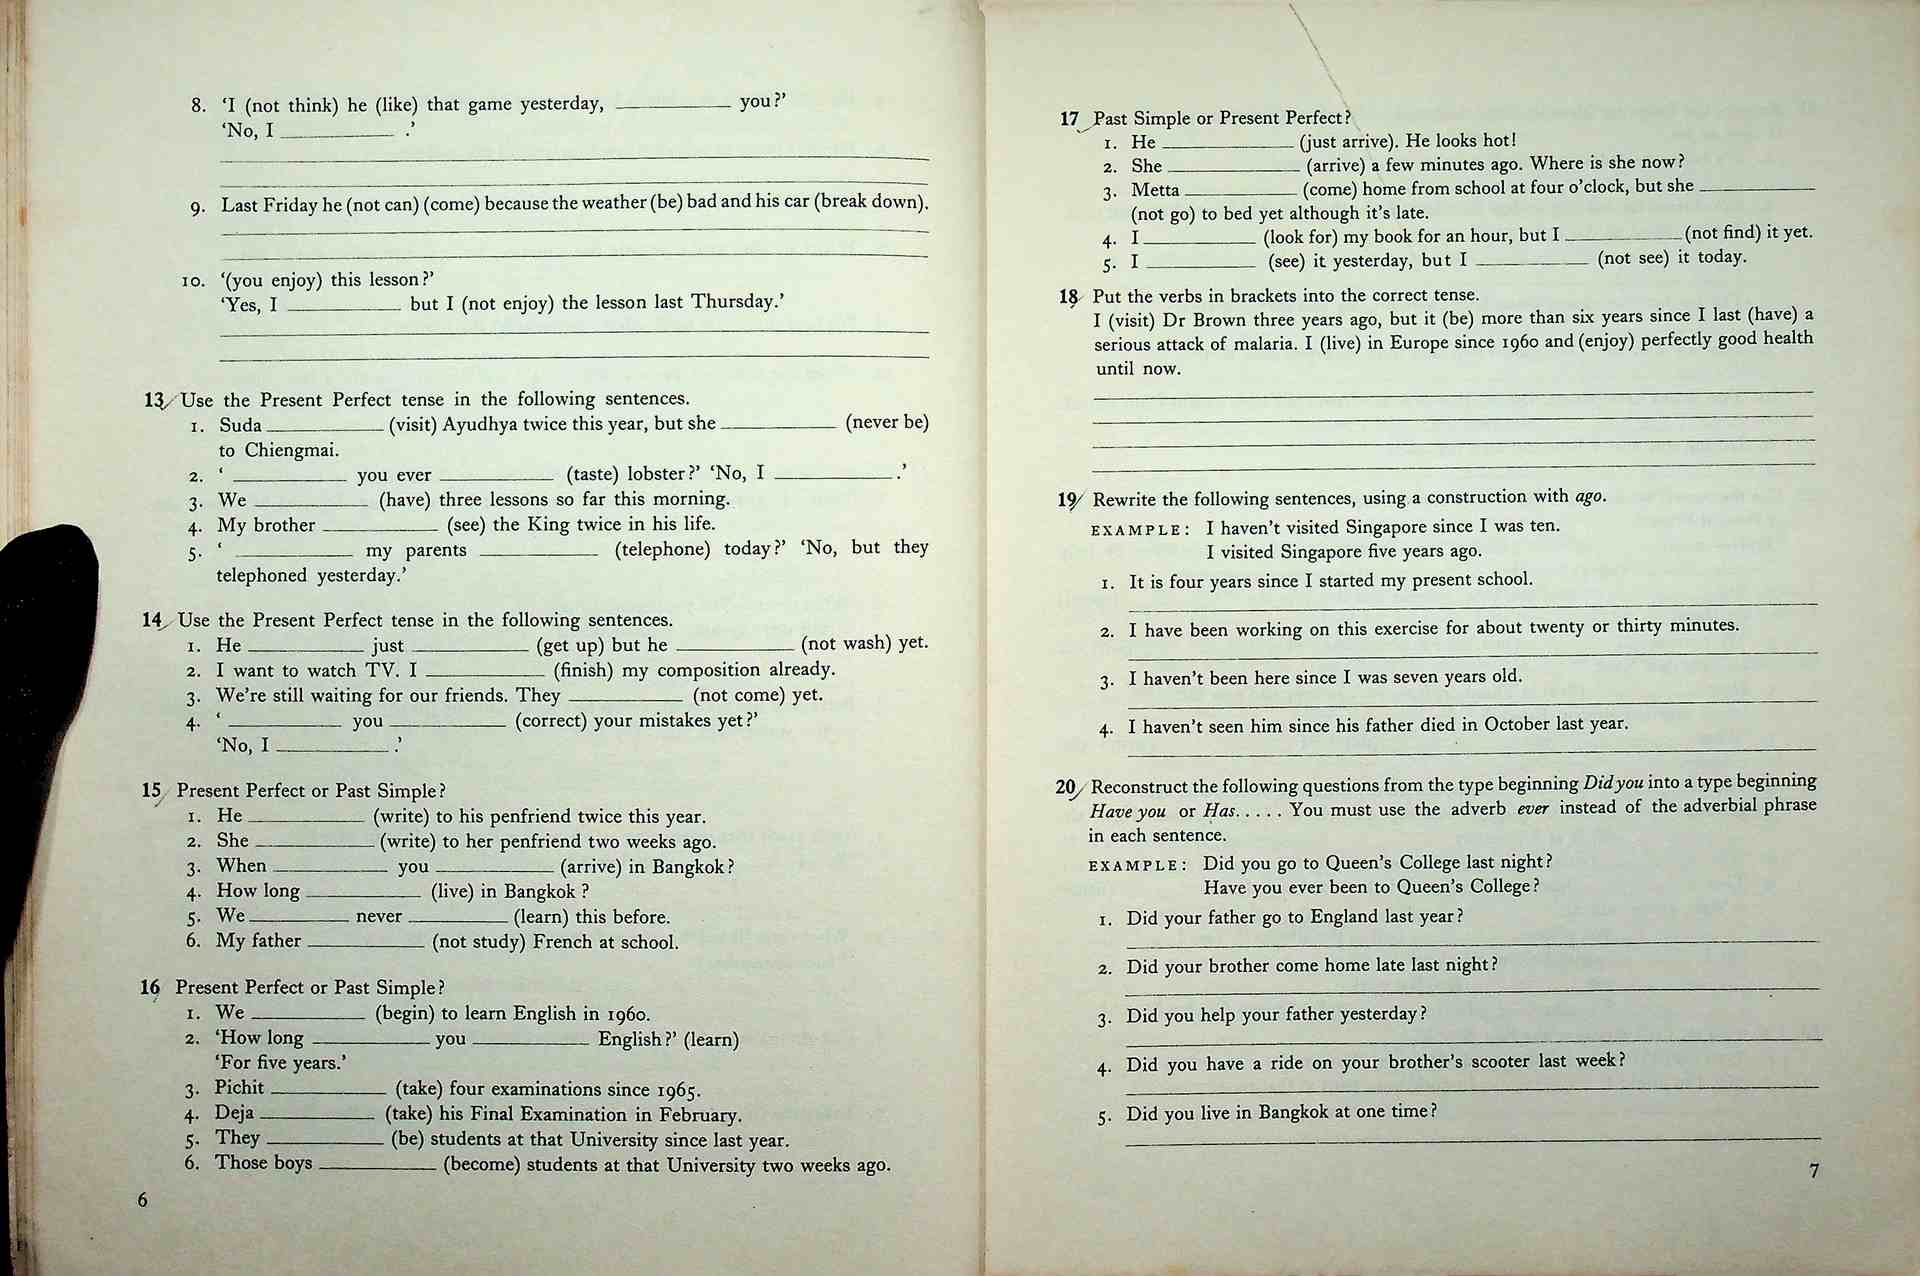 8. ‘I (not think) he (like) that game yesterday, __________ you?’
‘No, I __________ .’
9. Last Friday he (not can) (come) because the weather (be) bad and his car (break down).
10. ‘(you enjoy) this lesson?’
‘Yes, I __________ but I (not enjoy) the lesson last Thursday.’
13 Use the Present Perfect tense in the following sentences.
1. Suda __________ (visit) Ayudhya twice this year, but she __________ (never be)
to Chiengmai.
2. ‘ __________ you ever __________ (taste) lobster?’ ‘No, I __________.’
3. We __________ (have) three lessons so far this morning.
4. My brother __________ (see) the King twice in his life.
5. ‘ __________ my parents __________ (telephone) today?’ ‘No, but they
telephoned yesterday.’
14 Use the Present Perfect tense in the following sentences.
1. He __________ just __________ (get up) but he __________ (not wash) yet.
2. I want to watch TV. I __________ (finish) my composition already.
3. We’re still waiting for our friends. They __________ (not come) yet.
4. ‘ __________ you __________ (correct) your mistakes yet?’
‘No, I __________ .’
15 Present Perfect or Past Simple?
1. He __________ (write) to his penfriend twice this year.
2. She __________ (write) to her penfriend two weeks ago.
3. When __________ you __________ (arrive) in Bangkok?
4. How long __________ (live) in Bangkok?
5. We __________ never __________ (learn) this before.
6. My father __________ (not study) French at school.
16 Present Perfect or Past Simple?
1. We __________ (begin) to learn English in 1960.
2. ‘How long __________ you __________ English?’ (learn)
‘For five years.’
3. Pichit __________ (take) four examinations since 1965.
4. Deja __________ (take) his Final Examination in February.
5. They __________ (be) students at that University since last year.
6. Those boys __________ (become) students at that University two weeks ago.
6
17 Past Simple or Present Perfect?
1. He __________ (just arrive). He looks hot!
2. She __________ (arrive) a few minutes ago. Where is she now?
3. Metta __________ (come) home from school at four o’clock, but she __________
(not go) to bed yet although it’s late.
4. I __________ (look for) my book for an hour, but I __________ (not find) it yet.
5. I __________ (see) it yesterday, but I __________ (not see) it today.
18 Put the verbs in brackets into the correct tense.
I (visit) Dr Brown three years ago, but it (be) more than six years since I last (have) a
serious attack of malaria. I (live) in Europe since 1960 and (enjoy) perfectly good health
until now.
19 Rewrite the following sentences, using a construction with ago.
EXAMPLE: I haven’t visited Singapore since I was ten.
I visited Singapore five years ago.
1. It is four years since I started my present school.
2. I have been working on this exercise for about twenty or thirty minutes.
3. I haven’t been here since I was seven years old.
4. I haven’t seen him since his father died in October last year.
20 Reconstruct the following questions from the type beginning Did you into a type beginning
Have you or Has..... You must use the adverb ever instead of the adverbial phrase
in each sentence.
EXAMPLE: Did you go to Queen’s College last night?
Have you ever been to Queen’s College?
1. Did your father go to England last year?
2. Did your brother come home late last night?
3. Did you help your father yesterday?
4. Did you have a ride on your brother’s scooter last week?
5. Did you live in Bangkok at one time?
7